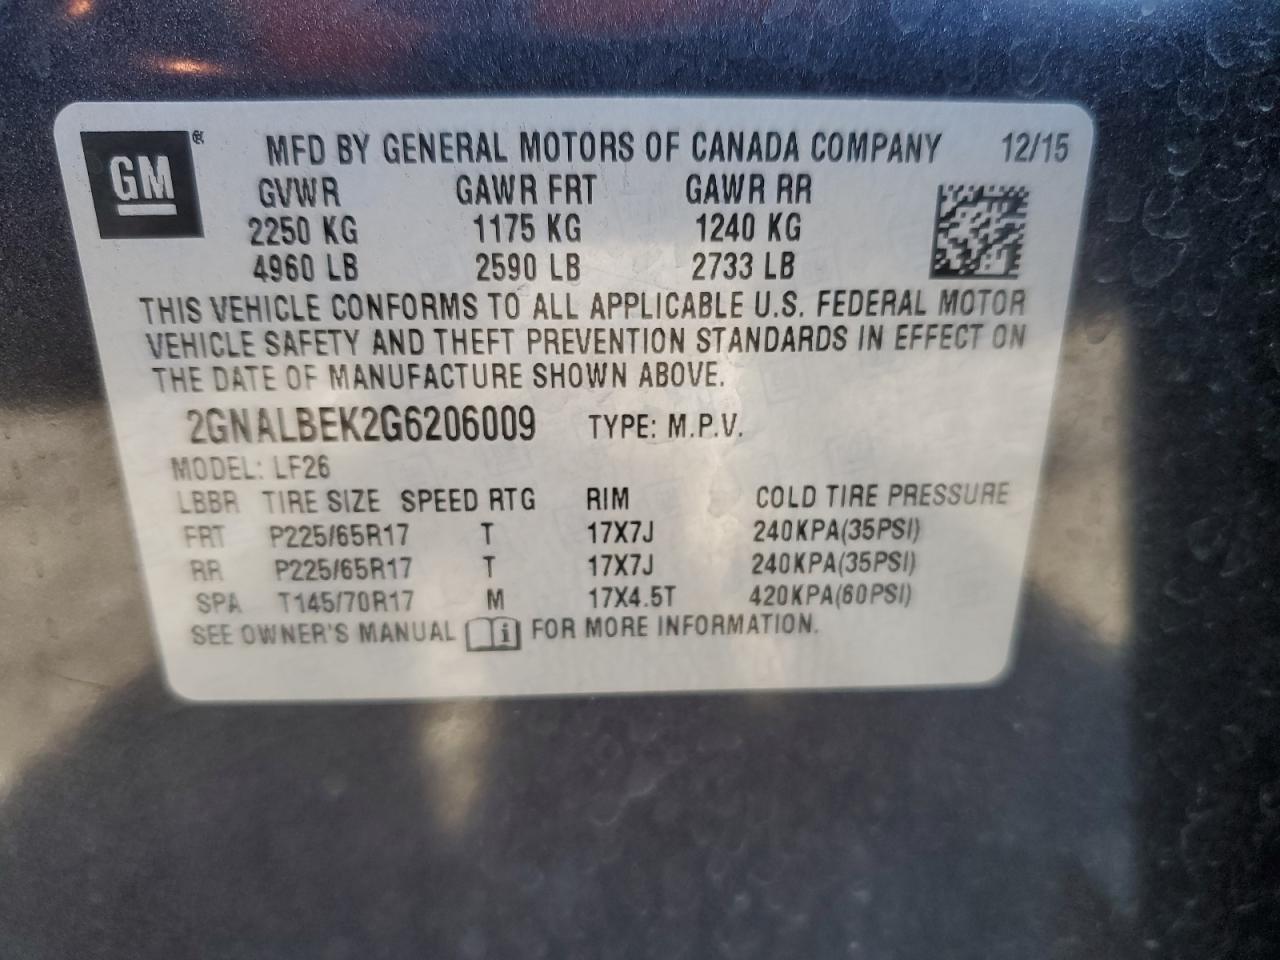 GM ®
MFD BY GENERAL MOTORS OF CANADA COMPANY 12/15
GVWR GAWR FRT GAWR RR
2250 KG 1175 KG 1240 KG
4960 LB 2590 LB 2733 LB
THIS VEHICLE CONFORMS TO ALL APPLICABLE U.S. FEDERAL MOTOR
VEHICLE SAFETY AND THEFT PREVENTION STANDARDS IN EFFECT ON
THE DATE OF MANUFACTURE SHOWN ABOVE.
2GNALBEK2G6206009 TYPE: M.P.V.
MODEL: LF26
LBBR TIRE SIZE SPEED RTG RIM COLD TIRE PRESSURE
FRT P225/65R17 T 17X7J 240KPA(35PSI)
RR P225/65R17 T 17X7J 240KPA(35PSI)
SPA T145/70R17 M 17X4.5T 420KPA(60PSI)
SEE OWNER'S MANUAL i FOR MORE INFORMATION.